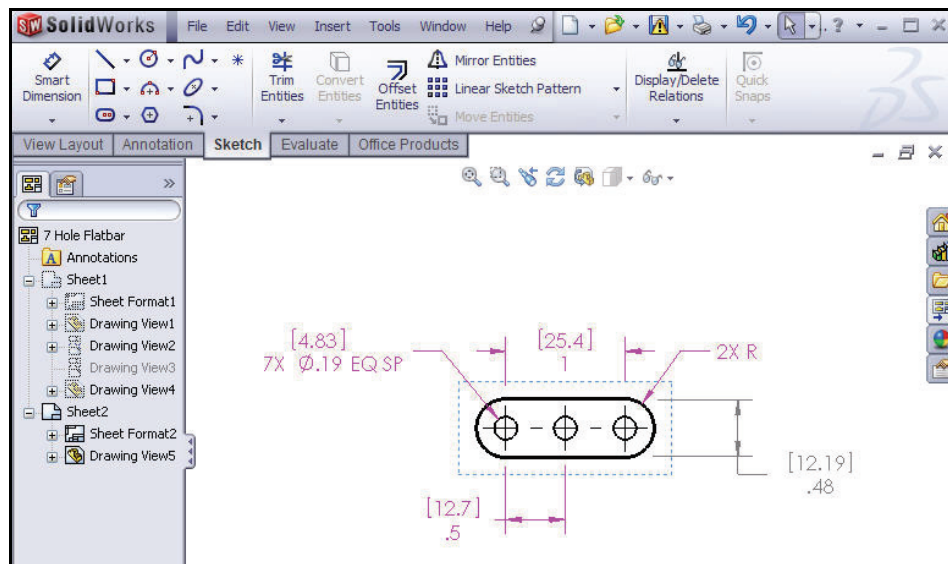 SW SolidWorks File Edit View Insert Tools Window Help ?
Smart Dimension
Trim Entities
Convert Entities
Offset Entities
Mirror Entities
Linear Sketch Pattern
Move Entities
Display/Delete Relations
Quick Snaps
View Layout Annotation Sketch Evaluate Office Products
7 Hole Flatbar
A Annotations
Sheet1
Sheet Format1
Drawing View1
Drawing View2
Drawing View3
Drawing View4
Sheet2
Sheet Format2
Drawing View5
[4.83]
7X Ø.19 EQ SP
[25.4]
1
2X R
[12.19]
.48
[12.7]
.5